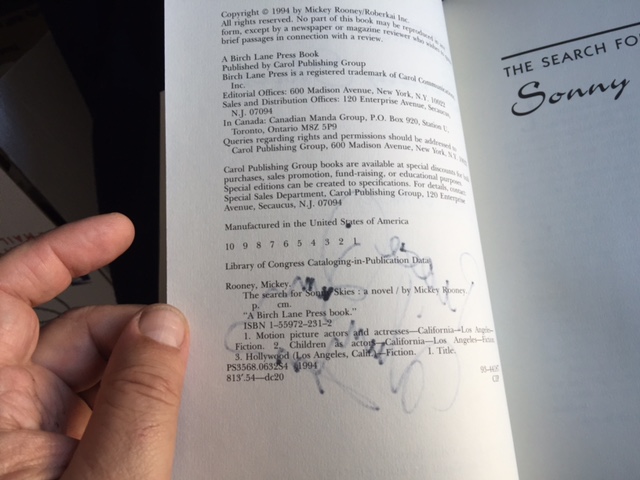 Copyright © 1994 by Mickey Rooney/Roberkai Inc.
All rights reserved. No part of this book may be reproduced in any
form, except by a newspaper or magazine reviewer who wishes to
brief passages in connection with a review.
A Birch Lane Press Book
Published by Carol Publishing Group
Birch Lane Press is a registered trademark of Carol Communications
Inc.
Editorial Offices: 600 Madison Avenue, New York, N.Y. 10022
Sales and Distribution Offices: 120 Enterprise Avenue, Secaucus,
N.J. 07094
In Canada: Canadian Manda Group, P.O. Box 920, Station U,
Toronto, Ontario M8Z 5P9
Queries regarding rights and permissions should be addressed to
Carol Publishing Group, 600 Madison Avenue, New York, N.Y.
Carol Publishing Group books are available at special discounts for bulk
purchases, sales promotion, fund-raising, or educational purposes.
Special editions can be created to specifications. For details, contact
Special Sales Department, Carol Publishing Group, 120 Enterprise
Avenue, Secaucus, N.J. 07094
Manufactured in the United States of America
10 9 8 7 6 5 4 3 2 1
Library of Congress Cataloging-in-Publication Data
Rooney, Mickey.
The search for Sonny Skies : a novel / by Mickey Rooney.
p. cm.
"A Birch Lane Press book."
ISBN 1-55972-231-2
1. Motion picture actors and actresses—California—Los Angeles—
Fiction. 2. Children as actors—California—Los Angeles—Fiction.
3. Hollywood (Los Angeles, Calif.)—Fiction. I. Title.
PS3568.O632S4 1994
813'.54—dc20
CIP
THE SEARCH FO
Sonny